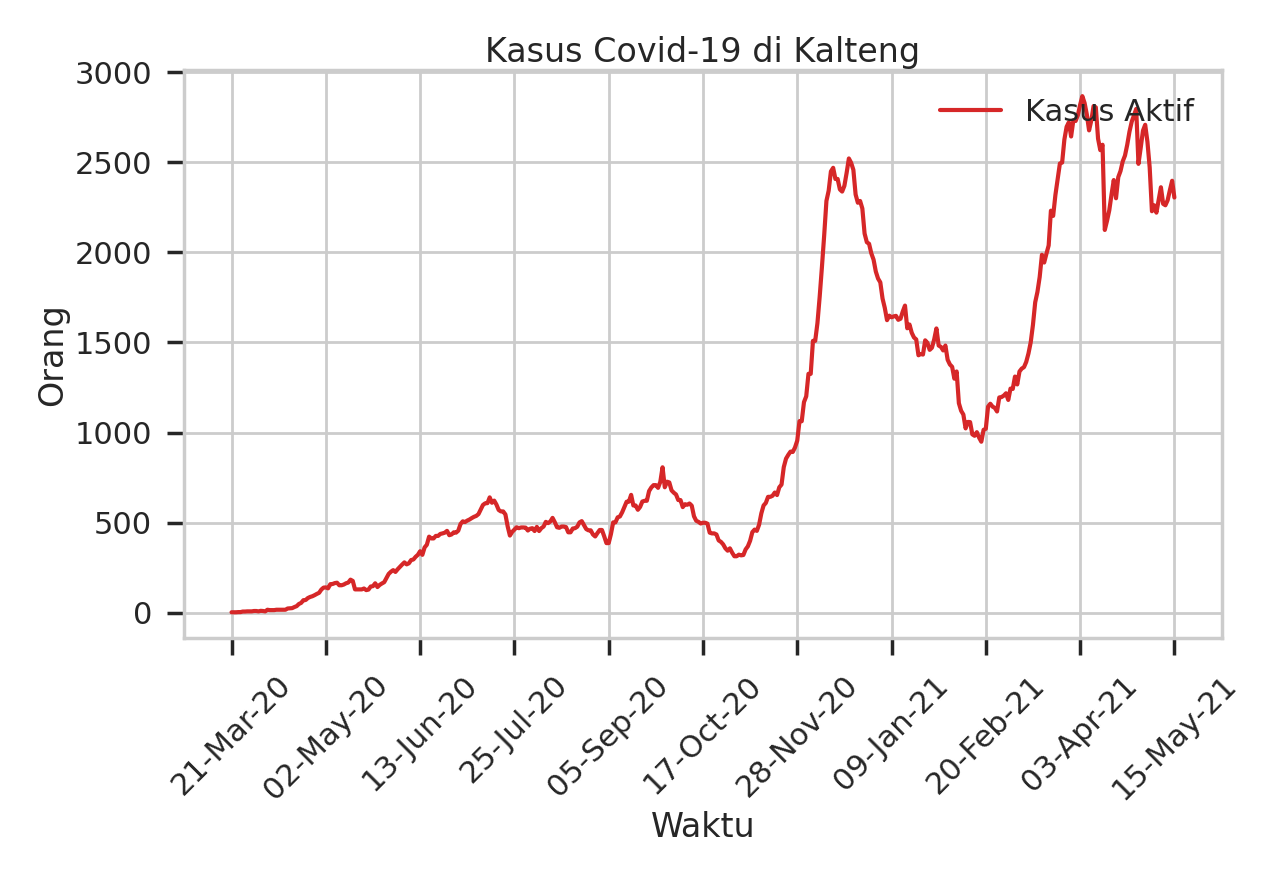 Kasus Covid-19 di Kalteng
3000
2500
2000
1500
1000
500
0
Orang
Kasus Aktif
21-Mar-20
02-May-20
13-Jun-20
25-Jul-20
05-Sep-20
17-Oct-20
28-Nov-20
09-Jan-21
20-Feb-21
03-Apr-21
15-May-21
Waktu